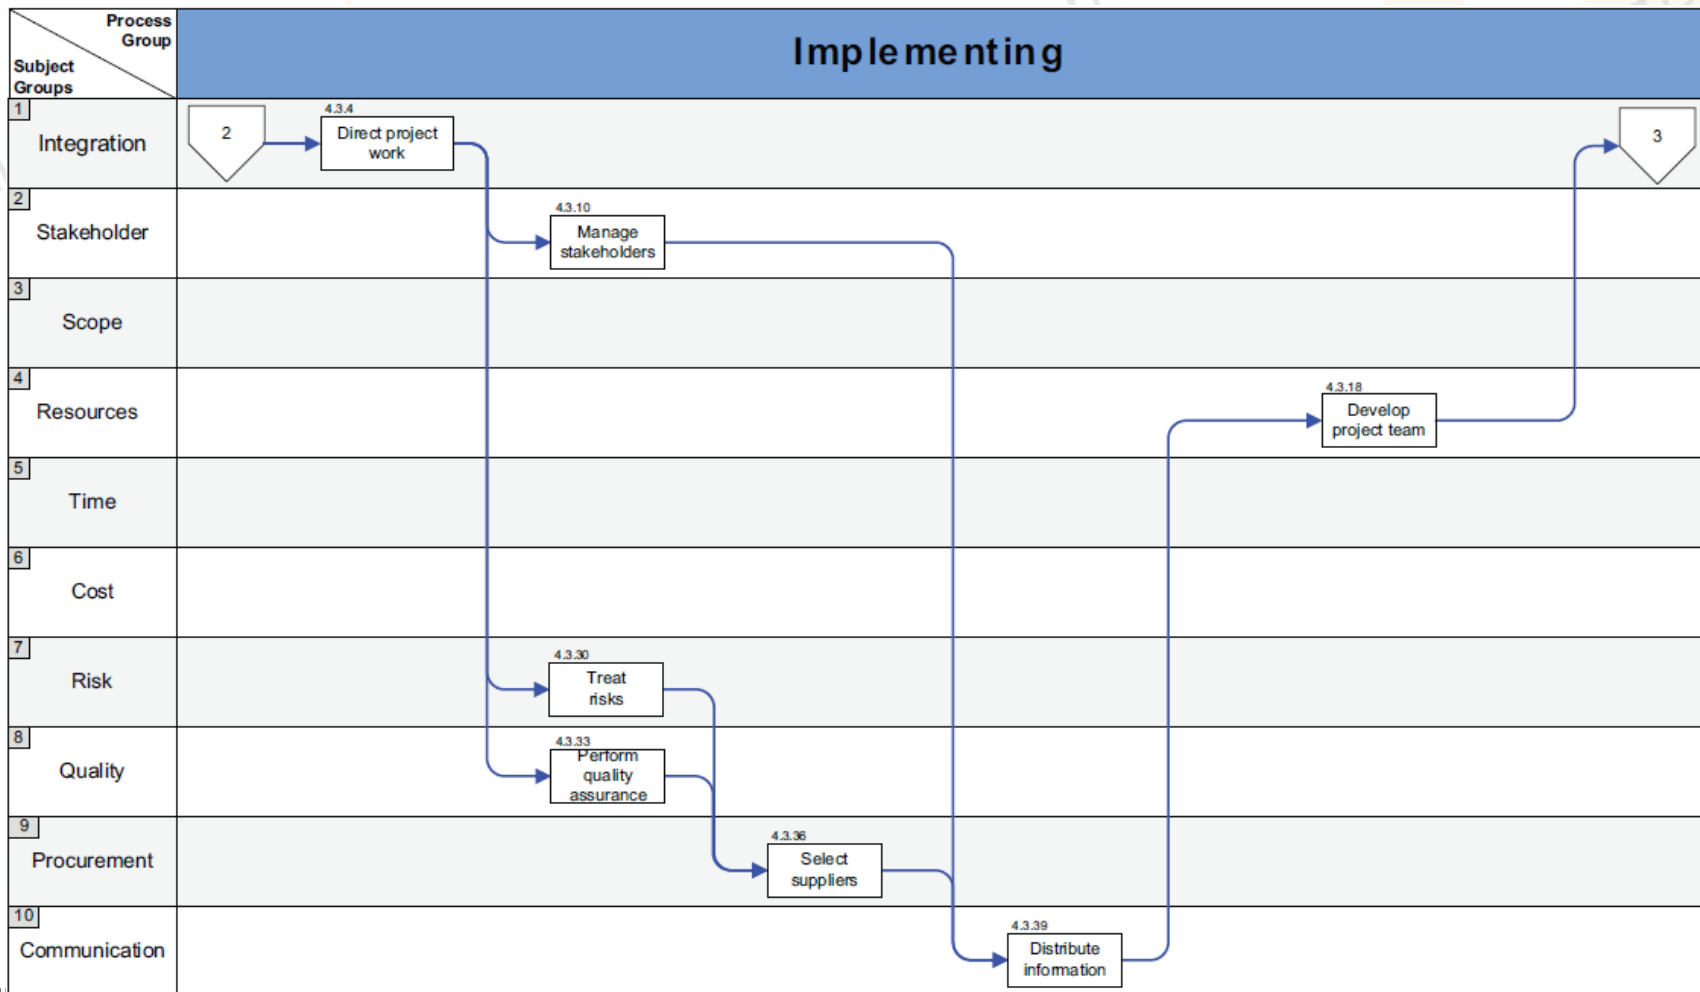 Process
Group
Subject
Groups
Implementing
1
Integration
2
4.3.4
Direct project
work
3
2
Stakeholder
4.3.10
Manage
stakeholders
3
Scope
4
Resources
4.3.18
Develop
project team
5
Time
6
Cost
7
Risk
4.3.30
Treat
risks
8
Quality
4.3.33
Perform
quality
assurance
9
Procurement
4.3.36
Select
suppliers
10
Communication
4.3.39
Distribute
information